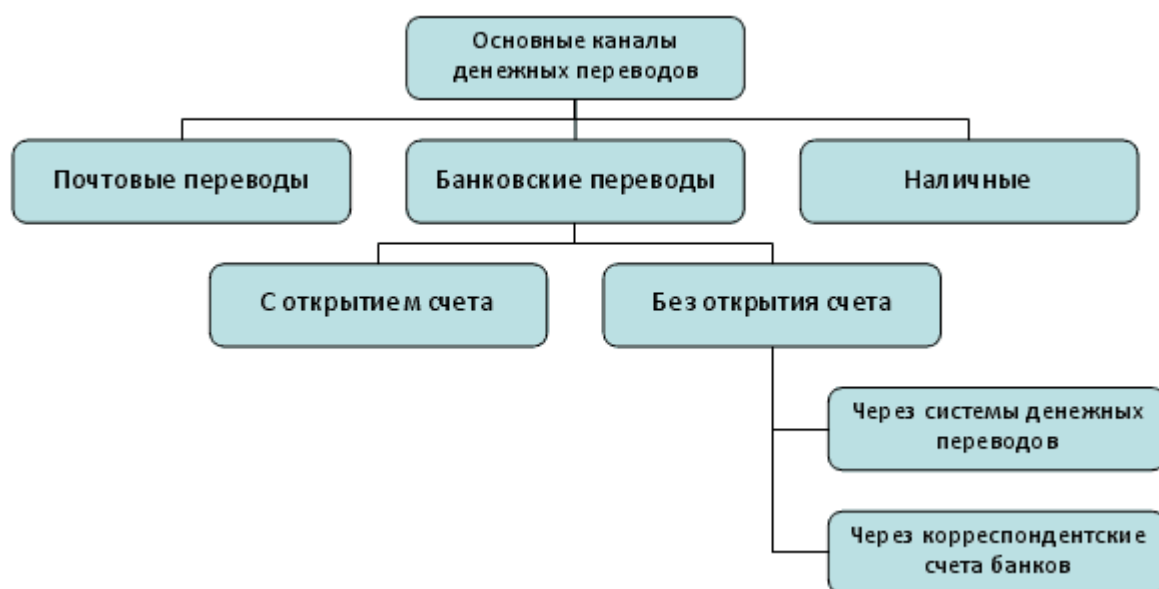 Основные каналы
денежных переводов
Почтовые переводы
Банковские переводы
Наличные
С открытием счета
Без открытия счета
Через системы денежных
переводов
Через корреспондентские
счета банков